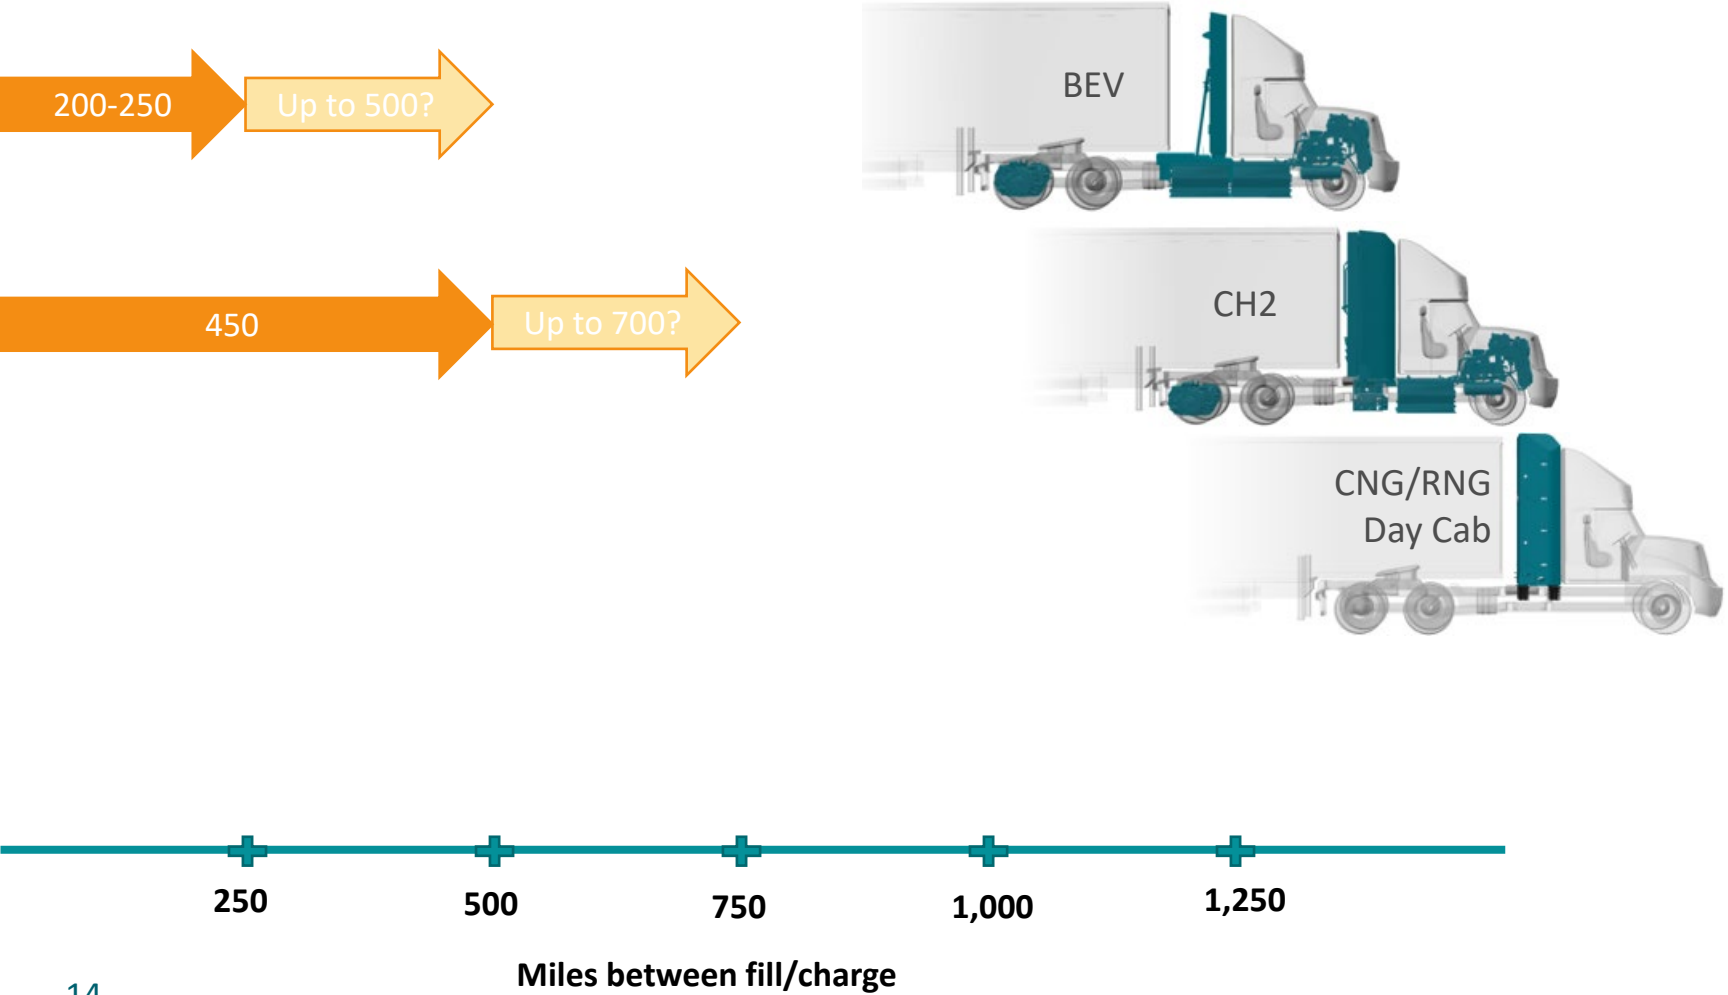 200-250
Up to 500?
BEV
450
Up to 700?
CH2
CNG/RNG
Day Cab
250
500
750
1,000
1,250
Miles between fill/charge
14